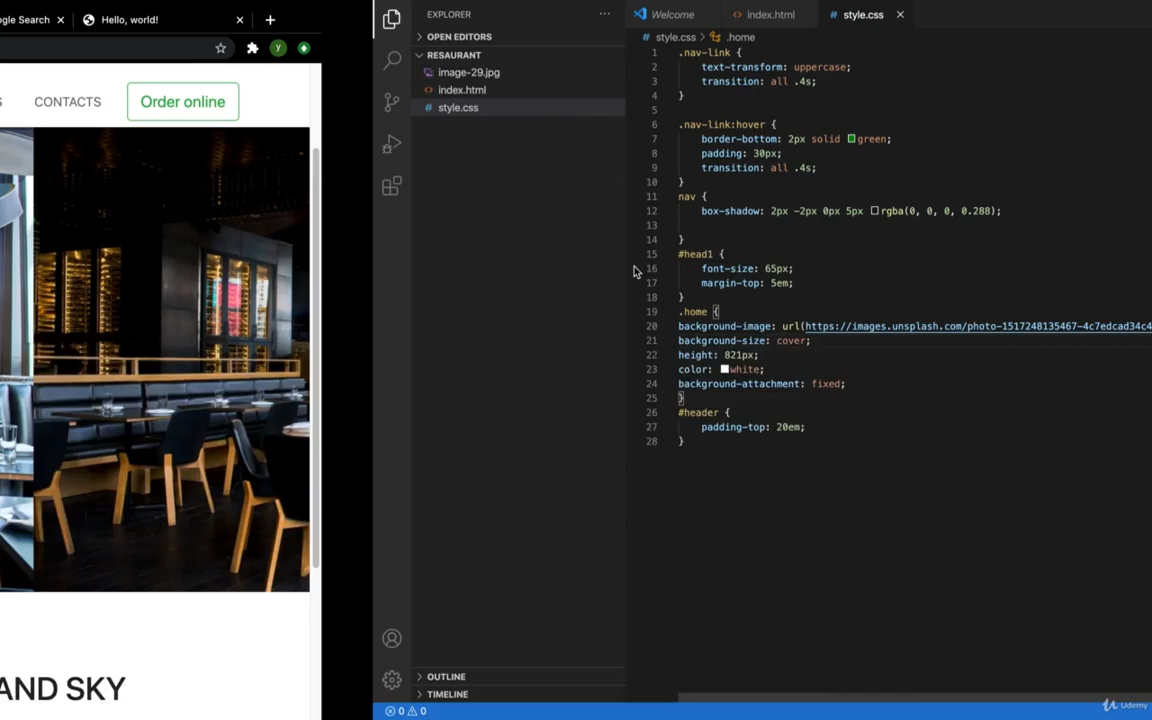 ogle Search
Hello, world!
y
S
CONTACTS
Order online
AND SKY
EXPLORER
OPEN EDITORS
RESAURANT
image-29.jpg
index.html
# style.css
OUTLINE
TIMELINE
0 0
Welcome
<> index.html
# style.css
# style.css > .home
1 .nav-link {
2 text-transform: uppercase;
3 transition: all .4s;
4 }
5
6 .nav-link:hover {
7 border-bottom: 2px solid green;
8 padding: 30px;
9 transition: all .4s;
10 }
11 nav {
12 box-shadow: 2px -2px 0px 5px rgba(0, 0, 0, 0.288);
13
14 }
15 #head1 {
16 font-size: 65px;
17 margin-top: 5em;
18 }
19 .home {
20 background-image: url(https://images.unsplash.com/photo-1517248135467-4c7edcad34c4
21 background-size: cover;
22 height: 821px;
23 color: white;
24 background-attachment: fixed;
25 }
26 #header {
27 padding-top: 20em;
28 }
Udemy